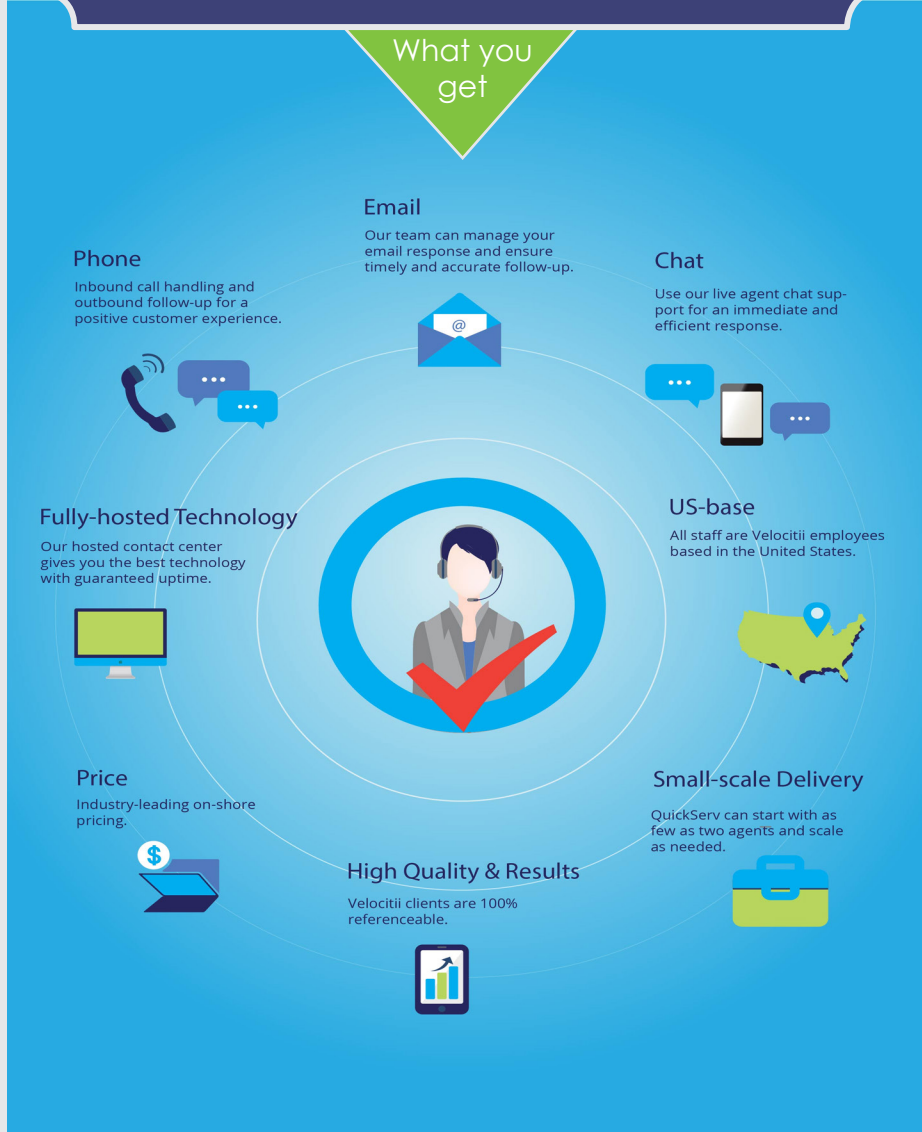 What you
get
Email
Our team can manage your
email response and ensure
timely and accurate follow-up.
Phone
Inbound call handling and
outbound follow-up for a
positive customer experience.
Chat
Use our live agent chat sup-
port for an immediate and
efficient response.
@
Fully-hosted Technology
Our hosted contact center
gives you the best technology
with guaranteed uptime.
US-base
All staff are Velocitii employees
based in the United States.
Price
Industry-leading on-shore
pricing.
$
Small-scale Delivery
QuickServ can start with as
few as two agents and scale
as needed.
High Quality & Results
Velocitii clients are 100%
referenceable.